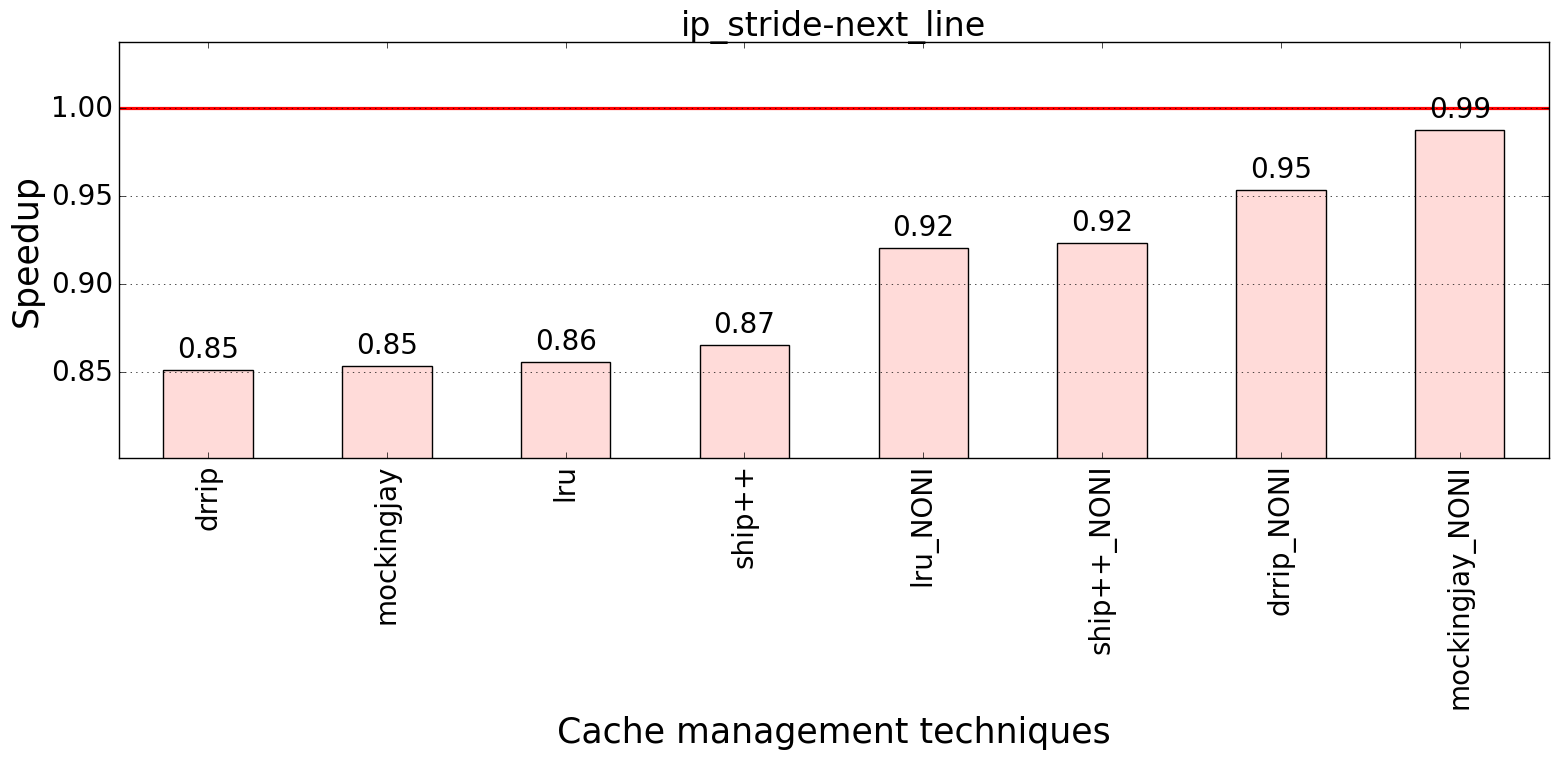 ip_stride-next_line
Speedup
1.00
0.95
0.90
0.85
0.85
0.85
0.86
0.87
0.92
0.92
0.95
0.99
drrip
mockingjay
lru
ship++
lru_NONI
ship++_NONI
drrip_NONI
mockingjay_NONI
Cache management techniques